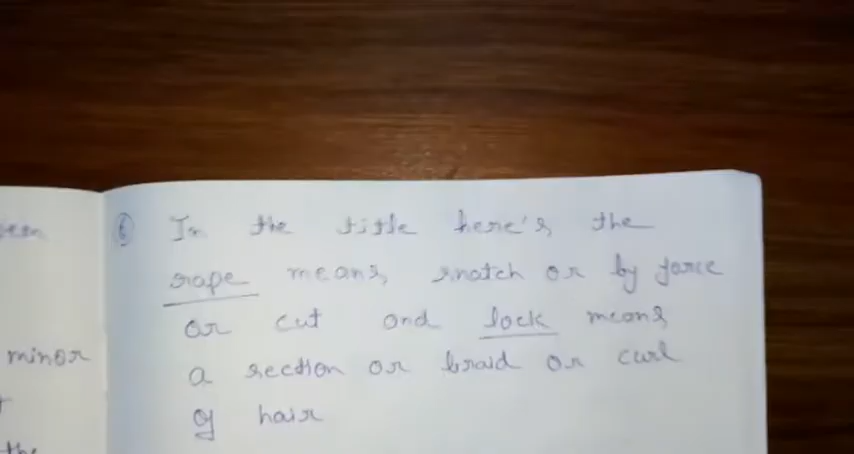 6 In the title here's the
rape means, snatch or by force
or cut and lock means
a section or braid or curl
of hair
minor
the